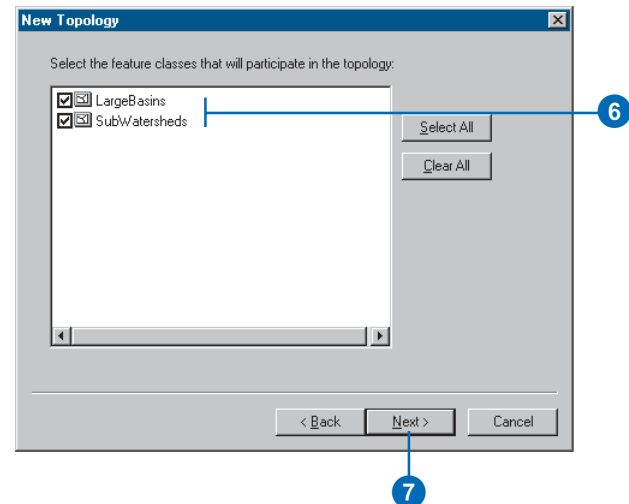 New Topology
Select the feature classes that will participate in the topology:
LargeBasins
SubWatersheds
6
Select All
Clear All
< Back
Next >
Cancel
7